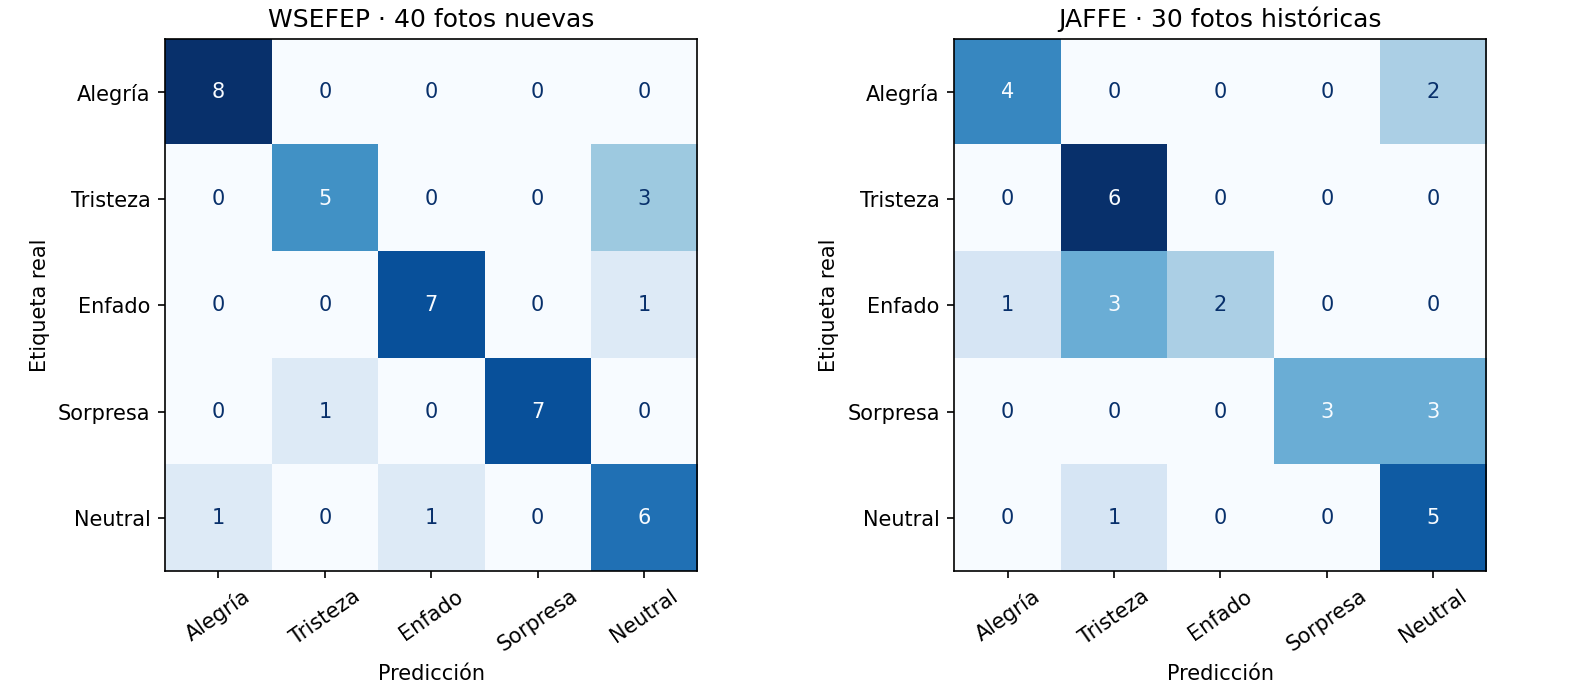 WSEFEP · 40 fotos nuevas
Etiqueta real
Alegría 8 0 0 0 0
Tristeza 0 5 0 0 3
Enfado 0 0 7 0 1
Sorpresa 0 1 0 7 0
Neutral 1 0 1 0 6
Alegría Tristeza Enfado Sorpresa Neutral
Predicción
JAFFE · 30 fotos históricas
Etiqueta real
Alegría 4 0 0 0 2
Tristeza 0 6 0 0 0
Enfado 1 3 2 0 0
Sorpresa 0 0 0 3 3
Neutral 0 1 0 0 5
Alegría Tristeza Enfado Sorpresa Neutral
Predicción